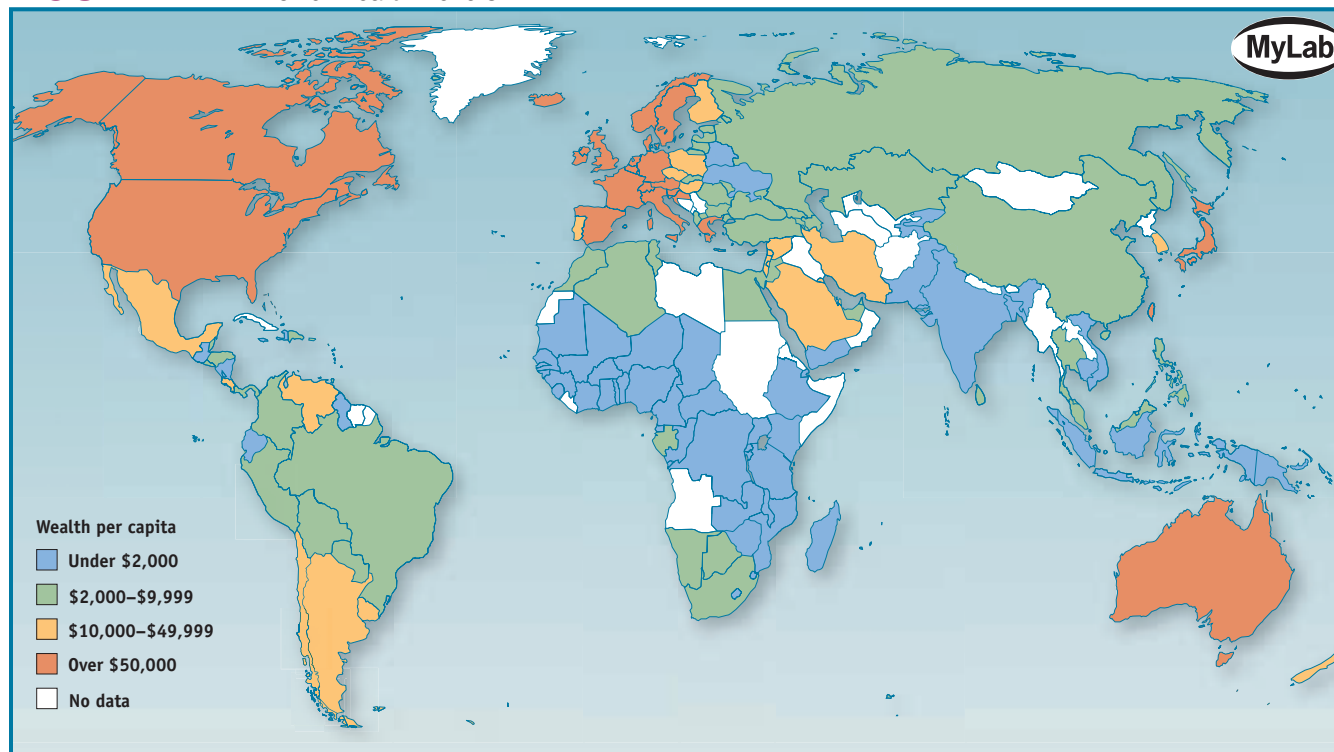 MyLab
Wealth per capita
Under $2,000
$2,000–$9,999
$10,000–$49,999
Over $50,000
No data